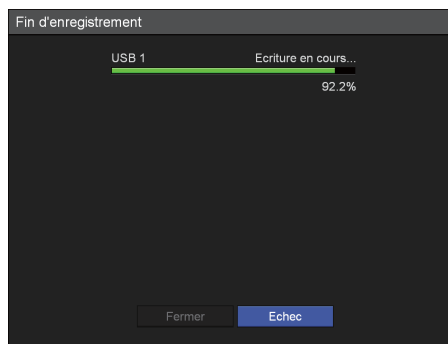 Fin d'enregistrement
USB 1 Ecriture en cours...
92.2%
Fermer Echec